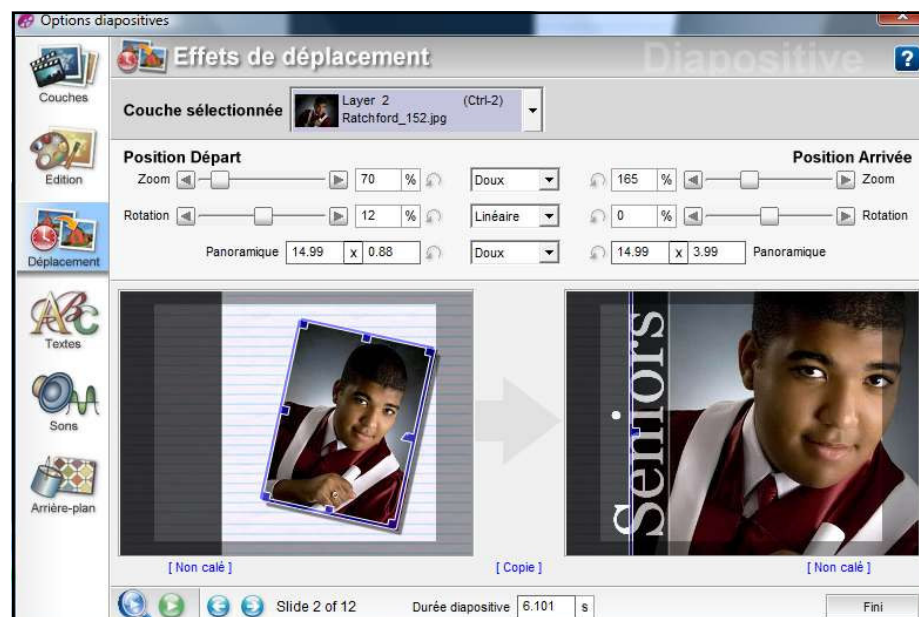 Options diapositives
Effets de déplacement
Diapositive
?
Couches
Couche sélectionnée
Layer 2 (Ctrl-2)
Ratchford_152.jpg
Edition
Position Départ
Position Arrivée
Zoom 70 % Doux 165 % Zoom
Rotation 12 % Linéaire 0 % Rotation
Panoramique 14.99 x 0.88 Doux 14.99 x 3.99 Panoramique
Déplacement
ABC
Textes
Sons
Arrière-plan
Seniors
[ Non calé ] [ Copie ] [ Non calé ]
Slide 2 of 12 Durée diapositive 6.101 s Fini